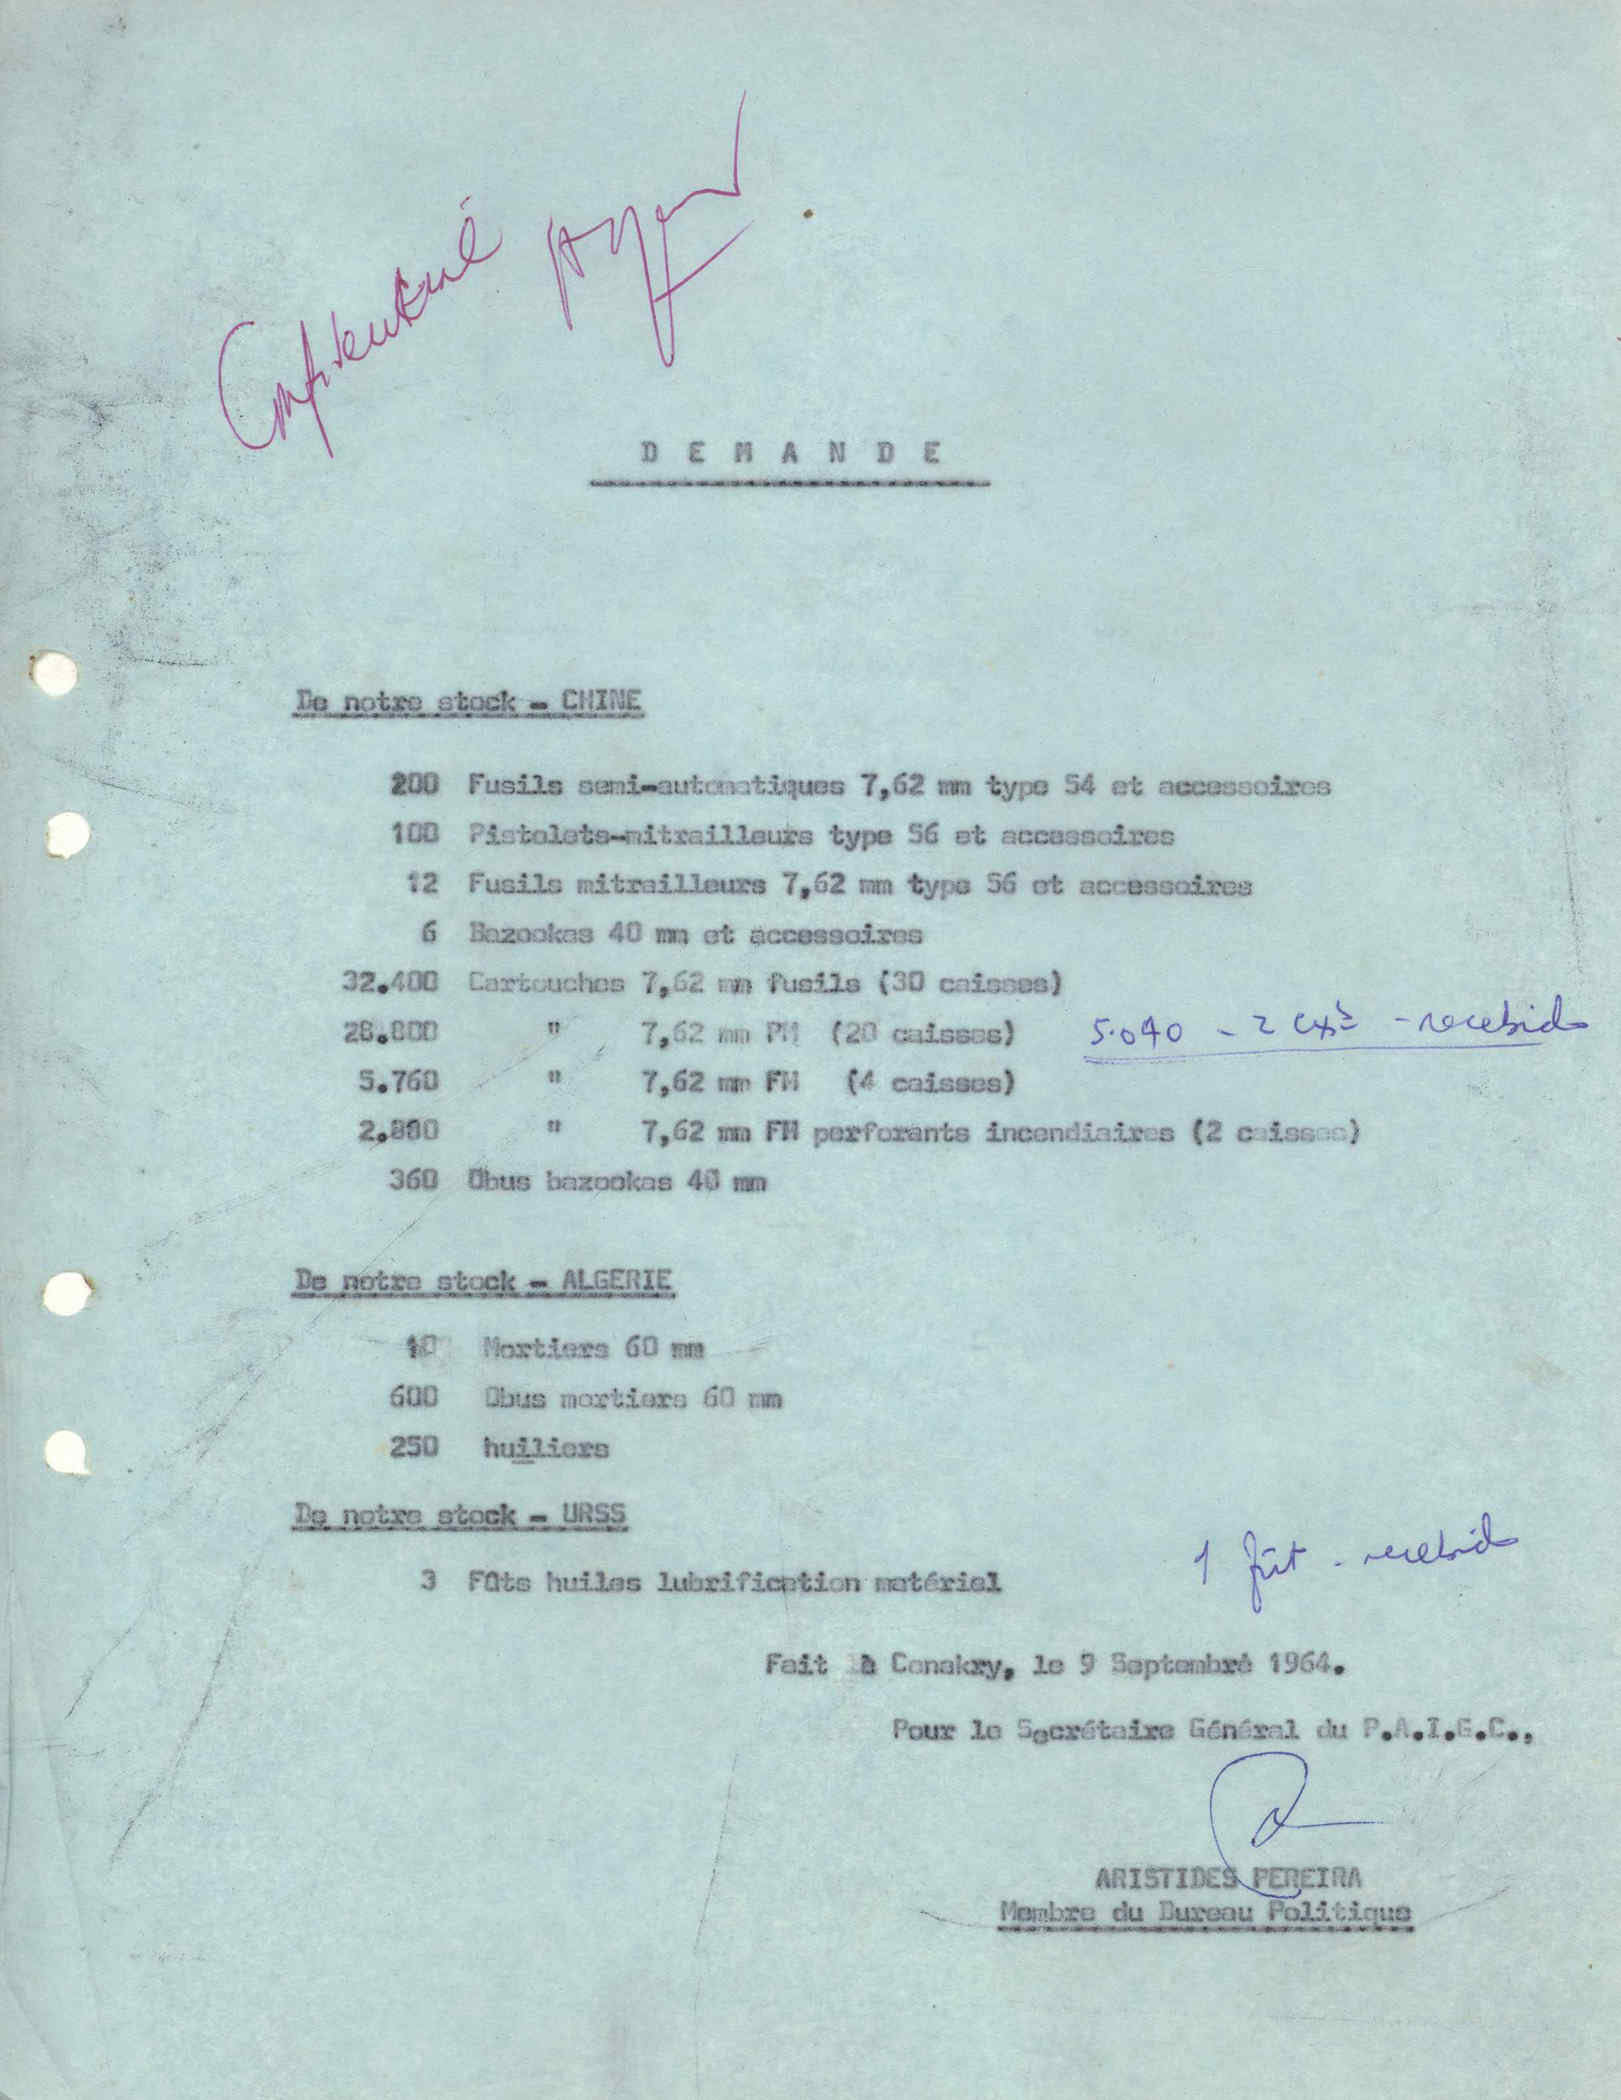 Confidentiel
D E M A N D E
De notre stock - CHINE
200 Fusils semi-automatiques 7,62 mm type 54 et accessoires
100 Pistolets-mitrailleurs type 56 et accessoires
12 Fusils mitrailleurs 7,62 mm type 56 et accessoires
6 Bazookas 40 mm et accessoires
32.400 Cartouches 7,62 mm fusils (30 caisses)
28.800 " 7,62 mm PM (20 caisses) 5.040 - 2 cxs - recebido
5.760 " 7,62 mm FM (4 caisses)
2.880 " 7,62 mm FM perforants incendiaires (2 caisses)
360 Obus bazookas 40 mm
De notre stock - ALGERIE
10 Mortiers 60 mm
600 Obus mortiers 60 mm
250 huiliers
De notre stock - URSS
3 Fûts huiles lubrification matériel 1 fût - recebido
Fait à Conakry, le 9 Septembre 1964.
Pour le Secrétaire Général du P.A.I.G.C.,
ARISTIDES PEREIRA
Membre du Bureau Politique